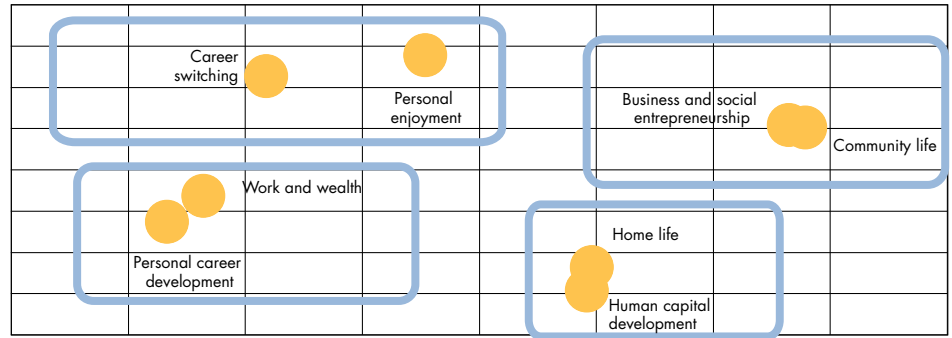 Career
switching
Personal
enjoyment
Business and social
entrepreneurship
Community life
Work and wealth
Personal career
development
Home life
Human capital
development